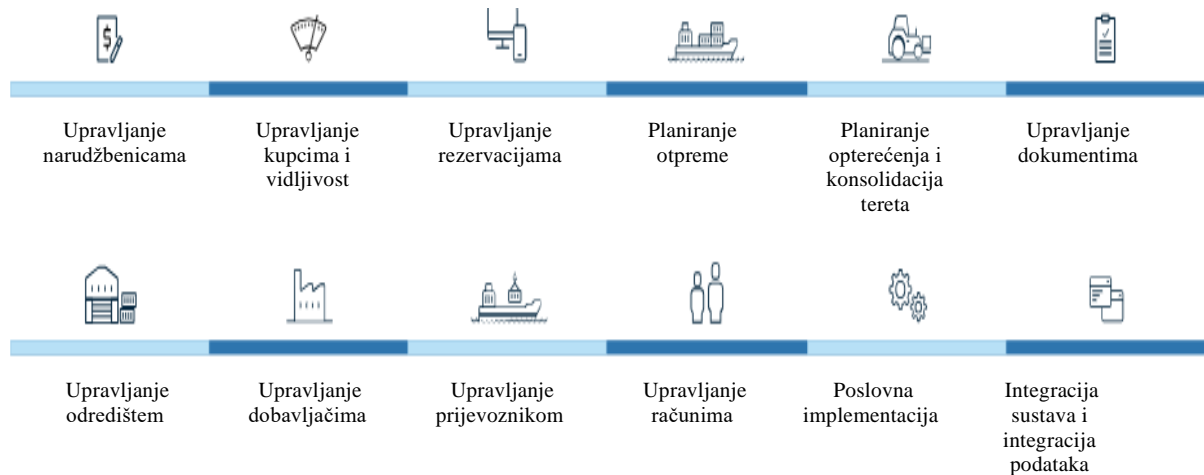 Upravljanje
narudžbenicama
Upravljanje
kupcima i
vidljivost
Upravljanje
rezervacijama
Planiranje
otpreme
Planiranje
opterećenja i
konsolidacija
tereta
Upravljanje
dokumentima
Upravljanje
odredištem
Upravljanje
dobavljačima
Upravljanje
prijevoznikom
Upravljanje
računima
Poslovna
implementacija
Integracija
sustava i
integracija
podataka